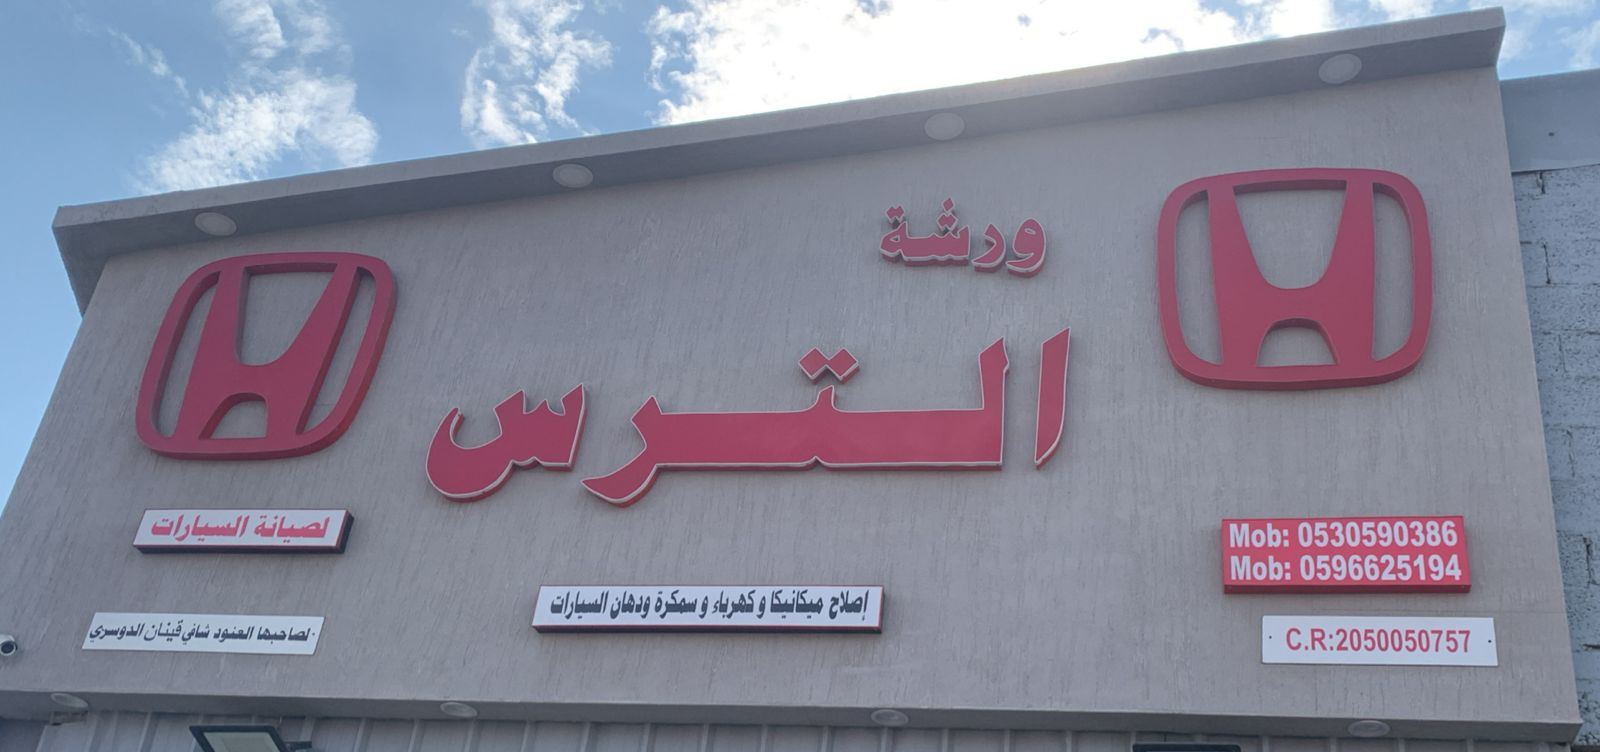 ورشة
الترس
لصيانة السيارات
إصلاح ميكانيكا و كهرباء و سمكرة ودهان السيارات
لصاحبها العنود شافي قينان الدوسري
Mob: 0530590386
Mob: 0596625194
C.R:2050050757